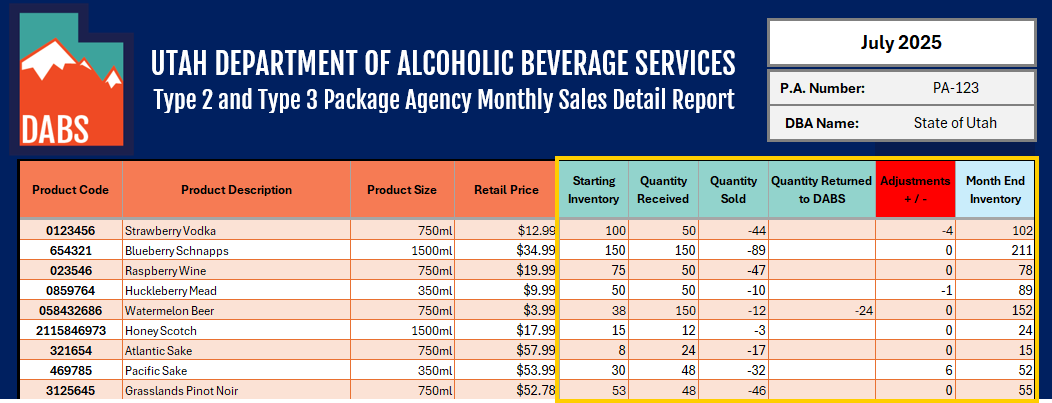 DABS
UTAH DEPARTMENT OF ALCOHOLIC BEVERAGE SERVICES
Type 2 and Type 3 Package Agency Monthly Sales Detail Report
July 2025
P.A. Number: PA-123
DBA Name: State of Utah
Product Code Product Description Product Size Retail Price Starting Inventory Quantity Received Quantity Sold Quantity Returned to DABS Adjustments + / - Month End Inventory
0123456 Strawberry Vodka 750ml $12.99 100 50 -44 -4 102
654321 Blueberry Schnapps 1500ml $34.99 150 150 -89 0 211
023546 Raspberry Wine 750ml $19.99 75 50 -47 0 78
0859764 Huckleberry Mead 350ml $9.99 50 50 -10 -1 89
058432686 Watermelon Beer 750ml $3.99 38 150 -12 -24 0 152
2115846973 Honey Scotch 1500ml $17.99 15 12 -3 0 24
321654 Atlantic Sake 750ml $57.99 8 24 -17 0 15
469785 Pacific Sake 350ml $53.99 30 48 -32 6 52
3125645 Grasslands Pinot Noir 750ml $52.78 53 48 -46 0 55